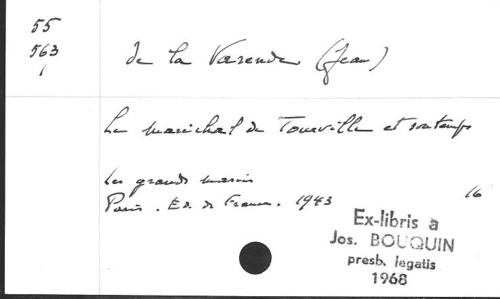 55
563
1
de la Varende (Jean)
Le maréchal de Tourville et son temps
Les grands marins
Paris. Ed. de France. 1943
16
Ex-libris à
Jos. BOUQUIN
presb. legatis
1968